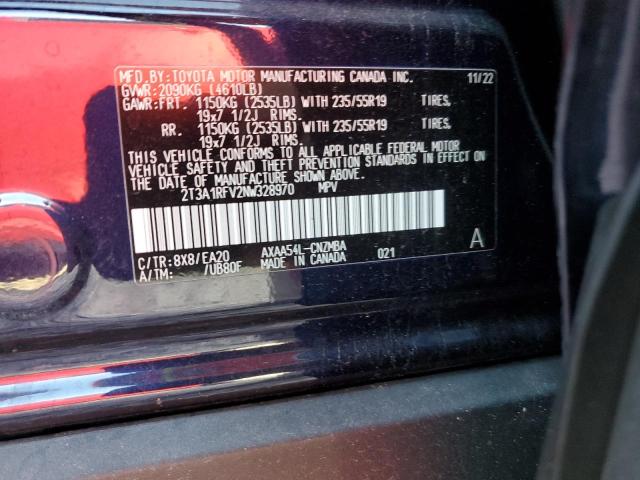 MFD. BY: TOYOTA MOTOR MANUFACTURING CANADA INC. 11/22
GVWR: 2090KG (4610LB)
GAWR: FRT. 1150KG (2535LB) WITH 235/55R19 TIRES,
19x7 1/2J RIMS.
RR. 1150KG (2535LB) WITH 235/55R19 TIRES,
19x7 1/2J RIMS.
THIS VEHICLE CONFORMS TO ALL APPLICABLE FEDERAL MOTOR
VEHICLE SAFETY AND THEFT PREVENTION STANDARDS IN
EFFECT ON THE DATE OF MANUFACTURE SHOWN ABOVE.
2T3A1RFV2NW328970 MPV
C/TR: 8X8/EA20 AXAA54L-CNZMBA 021 A
A/TM: /UB80F